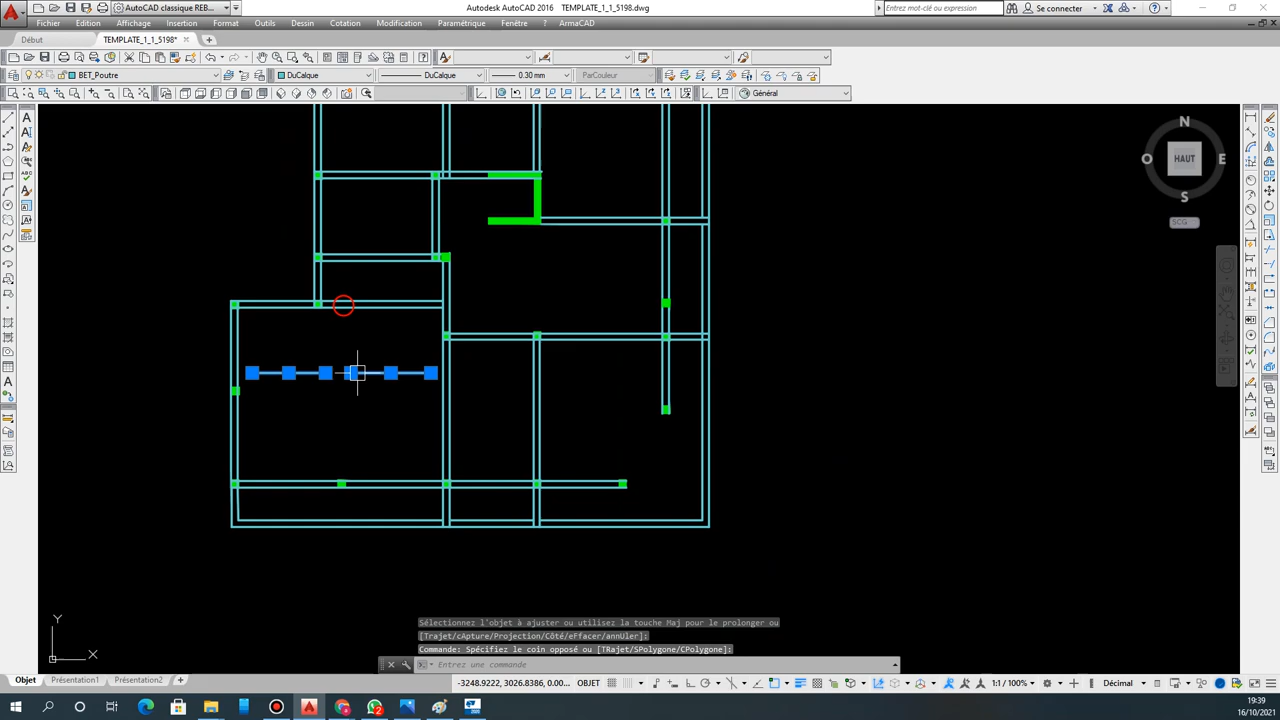 AutoCAD classique REB...
Autodesk AutoCAD 2016 TEMPLATE_1_1_5198.dwg
Entrez mot-clé ou expression
Se connecter
Fichier Edition Affichage Insertion Format Outils Dessin Cotation Modification Paramétrique Fenêtre ? ArmaCAD
Début TEMPLATE_1_1_5198*
BET_Poutre DuCalque DuCalque 0.30 mm ParCouleur
Général
N
O HAUT E
S
SCG
Y
X
Sélectionnez l'objet à ajuster ou utilisez la touche Maj pour le prolonger ou
[Trajet/cApture/Projection/Côté/eFfacer/annUler]:
Commande: Spécifiez le coin opposé ou [TRajet/SPolygone/CPolygone]:
Entrez une commande
Objet Présentation1 Présentation2 +
-3248.9222, 3026.8386, 0.0000 OBJET 1:1 / 100% Décimal
19:39
16/10/2021